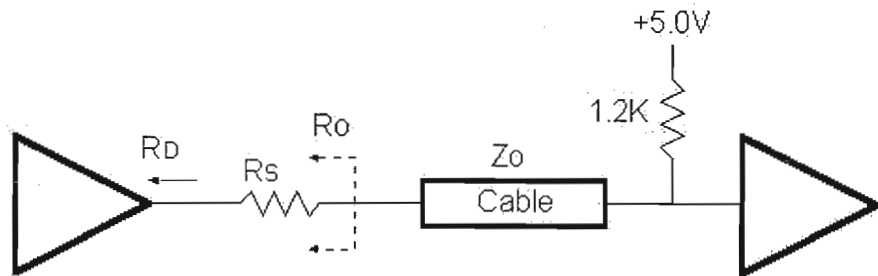 +5.0V
1.2K
RD
Rs
Ro
Zo
Cable